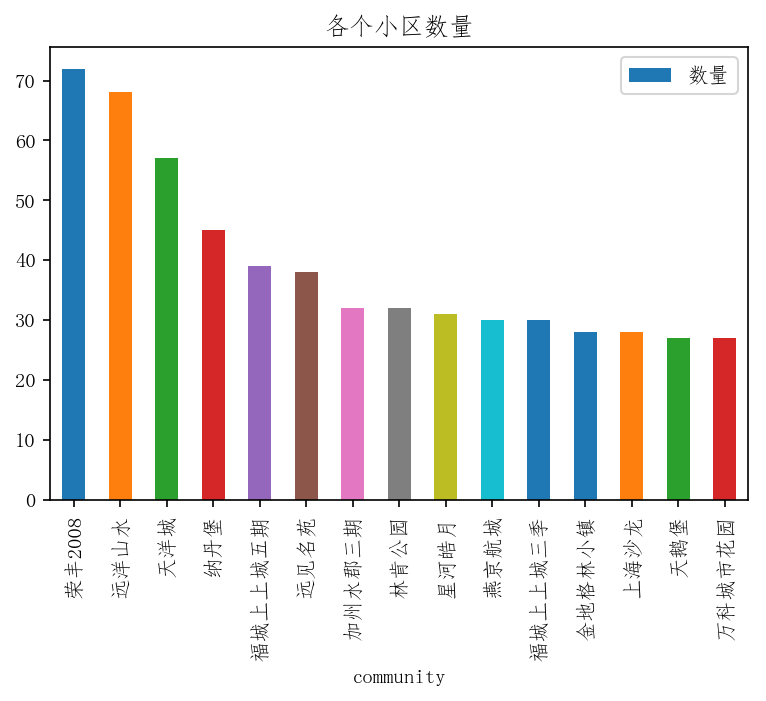 各个小区数量
数量
70
60
50
40
30
20
10
0
荣丰2008
远洋山水
天洋城
纳丹堡
福城上上城五期
远见名苑
加州水郡三期
林肯公园
星河皓月
燕京航城
福城上上城三季
金地格林小镇
上海沙龙
天鹅堡
万科城市花园
community